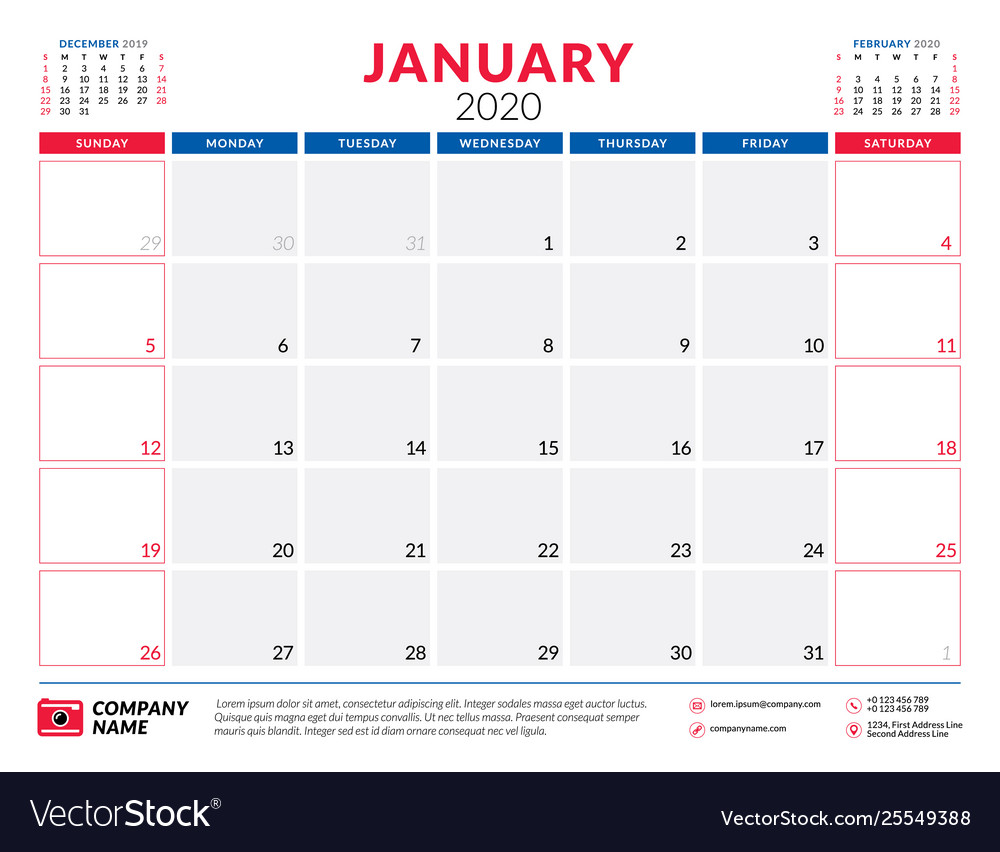 DECEMBER 2019
S M T W T F S
1 2 3 4 5 6 7
8 9 10 11 12 13 14
15 16 17 18 19 20 21
22 23 24 25 26 27 28
29 30 31
JANUARY
2020
FEBRUARY 2020
S M T W T F S
1
2 3 4 5 6 7 8
9 10 11 12 13 14 15
16 17 18 19 20 21 22
23 24 25 26 27 28 29
SUNDAY MONDAY TUESDAY WEDNESDAY THURSDAY FRIDAY SATURDAY
29 30 31 1 2 3 4
5 6 7 8 9 10 11
12 13 14 15 16 17 18
19 20 21 22 23 24 25
26 27 28 29 30 31 1
COMPANY
NAME
Lorem ipsum dolor sit amet, consectetur adipiscing elit. Integer sodales massa eget auctor luctus.
Quisque quis magna eget dui tempus convallis. Ut nec tellus massa. Praesent consequat semper
mauris quis blandit. Integer sed est id diam ornare consequat nec vel ligula.
lorem.ipsum@company.com
companyname.com
+0 123 456 789
+0 123 456 789
1234, First Address Line
Second Address Line
VectorStock®
VectorStock.com/25549388